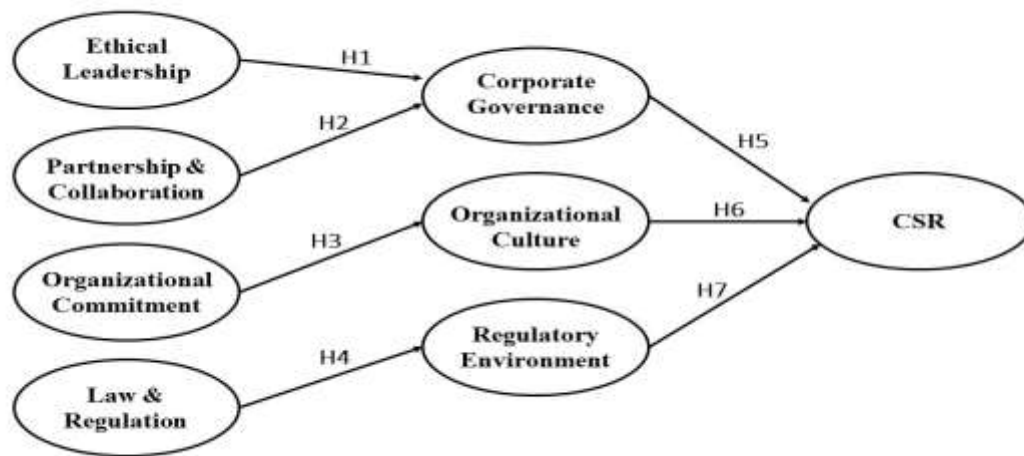 Ethical
Leadership
H1
Corporate
Governance
H2
Partnership &
Collaboration
H5
Organizational
Culture
H6
CSR
H3
Organizational
Commitment
H7
Regulatory
Environment
H4
Law &
Regulation